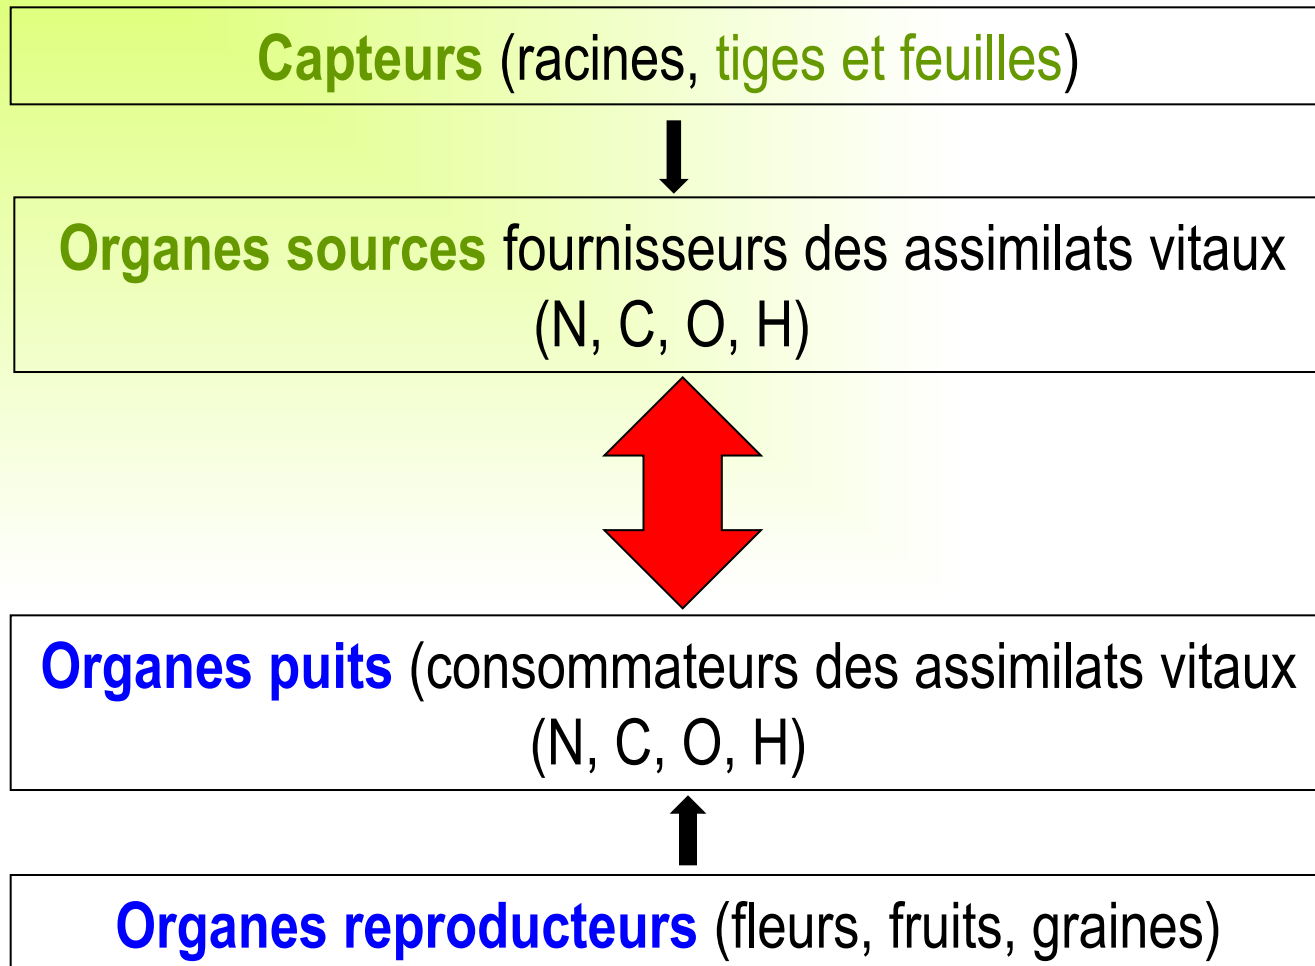 Capteurs (racines, tiges et feuilles)
Organes sources fournisseurs des assimilats vitaux
(N, C, O, H)
Organes puits (consommateurs des assimilats vitaux
(N, C, O, H)
Organes reproducteurs (fleurs, fruits, graines)